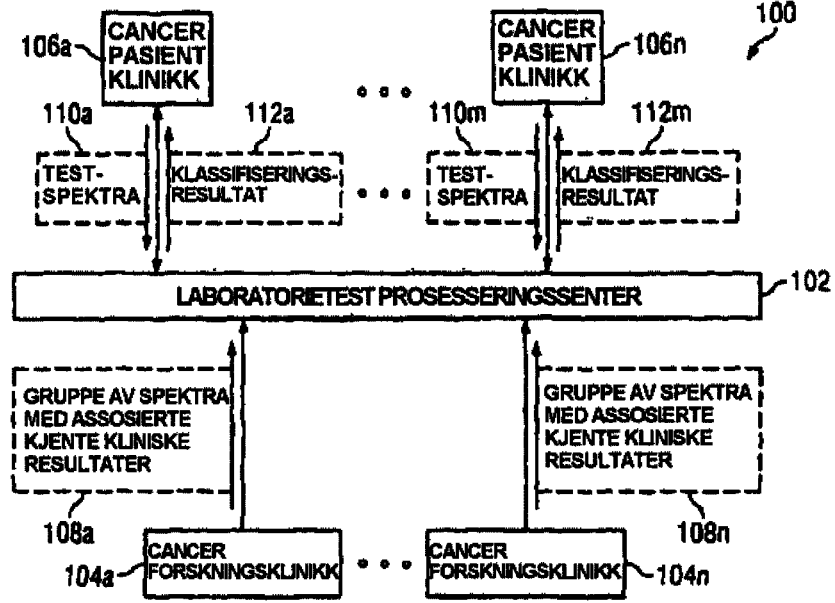 100
CANCER
PASIENT
KLINIKK
106a
CANCER
PASIENT
KLINIKK
106n
110a
112a
110m
112m
TEST-
SPEKTRA
KLASSIFISERINGS-
RESULTAT
TEST-
SPEKTRA
KLASSIFISERINGS-
RESULTAT
LABORATORIETEST PROSESSERINGSSENTER
102
GRUPPE AV SPEKTRA
MED ASSOSIERTE
KJENTE KLINISKE
RESULTATER
GRUPPE AV SPEKTRA
MED ASSOSIERTE
KJENTE KLINISKE
RESULTATER
108a
108n
104a
CANCER
FORSKNINGSKLINIKK
CANCER
FORSKNINGSKLINIKK
104n